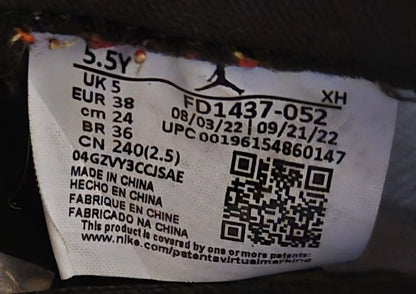 5.5Y
XH
UK 5
EUR 38
cm 24
BR 36
CN 240(2.5)
FD1437-052
08/03/22 | 09/21/22
UPC 00196154860147
04GZVY3CCJSAE
MADE IN CHINA
HECHO EN CHINA
FABRIQUE EN CHINE
FABRICADO NA CHINA
This product is covered by one or more patents:
www.nike.com/patentsvirtualmarking